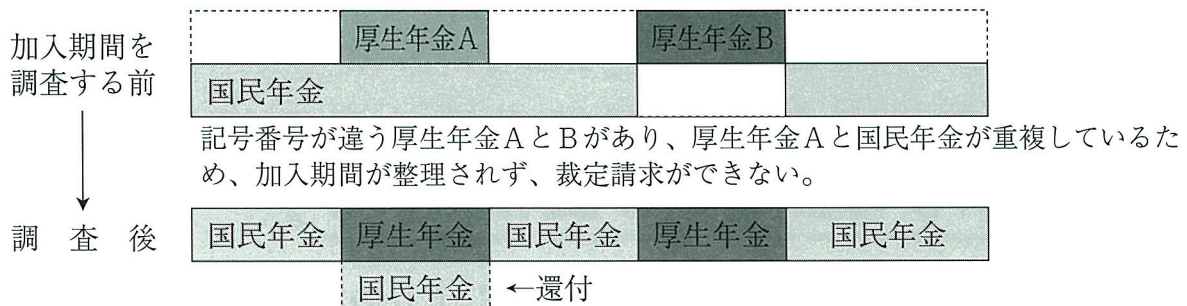 加入期間を
調査する前
厚生年金A
厚生年金B
国民年金
記号番号が違う厚生年金AとBがあり、厚生年金Aと国民年金が重複しているた
め、加入期間が整理されず、裁定請求ができない。
調査後
国民年金
厚生年金
国民年金
厚生年金
国民年金
国民年金
←還付